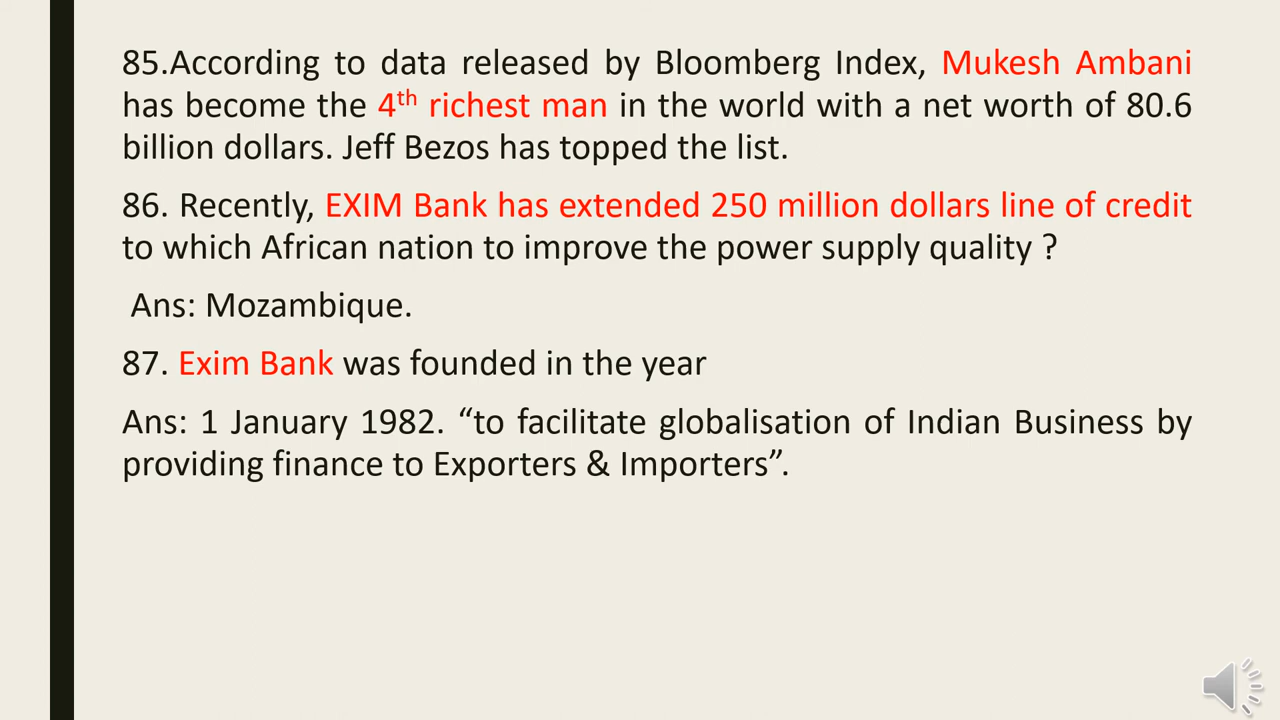 85.According to data released by Bloomberg Index, Mukesh Ambani
has become the 4th richest man in the world with a net worth of 80.6
billion dollars. Jeff Bezos has topped the list.
86. Recently, EXIM Bank has extended 250 million dollars line of credit
to which African nation to improve the power supply quality ?
Ans: Mozambique.
87. Exim Bank was founded in the year
Ans: 1 January 1982. “to facilitate globalisation of Indian Business by
providing finance to Exporters & Importers”.